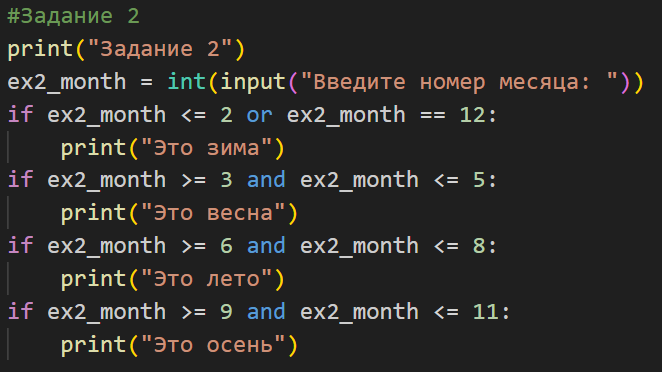 #Задание 2
print("Задание 2")
ex2_month = int(input("Введите номер месяца: "))
if ex2_month <= 2 or ex2_month == 12:
    print("Это зима")
if ex2_month >= 3 and ex2_month <= 5:
    print("Это весна")
if ex2_month >= 6 and ex2_month <= 8:
    print("Это лето")
if ex2_month >= 9 and ex2_month <= 11:
    print("Это осень")